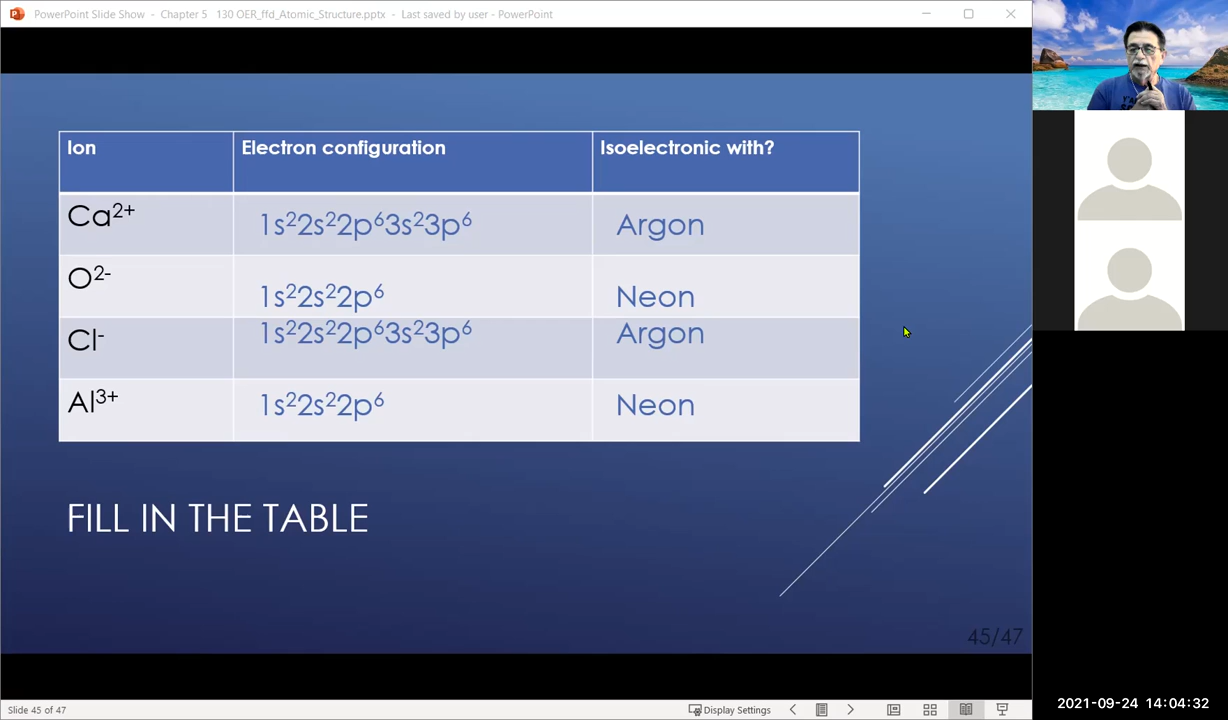 PowerPoint Slide Show - Chapter 5 130 OER_ffd_Atomic_Structure.pptx - Last saved by user - PowerPoint
Ion Electron configuration Isoelectronic with?
Ca²⁺ 1s²2s²2p⁶3s²3p⁶ Argon
O²⁻ 1s²2s²2p⁶ Neon
Cl⁻ 1s²2s²2p⁶3s²3p⁶ Argon
Al³⁺ 1s²2s²2p⁶ Neon
FILL IN THE TABLE
45/47
Slide 45 of 47
Display Settings
2021-09-24 14:04:32